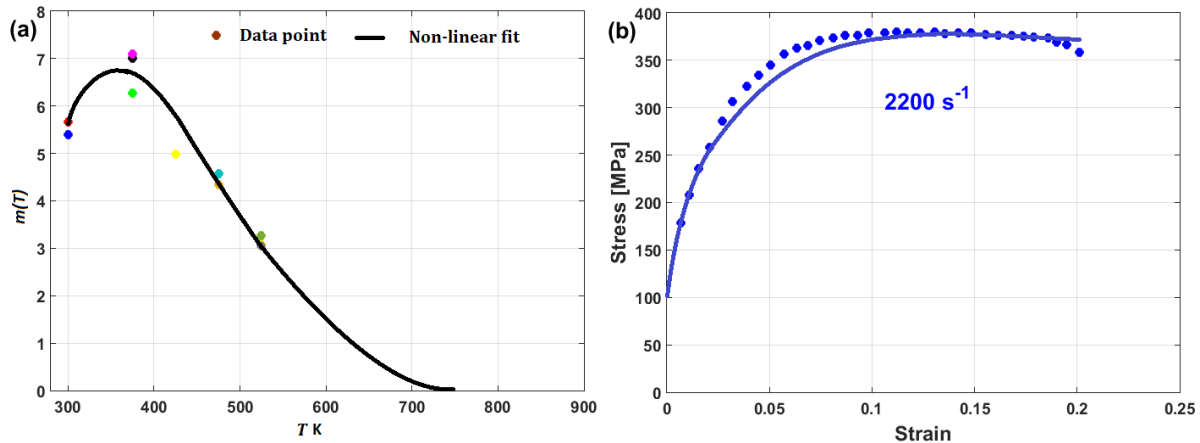 (a)
Data point
Non-linear fit
8
7
6
5
4
3
2
1
0
m(T)
300 400 500 600 700 800 900
T K
(b)
400
350
300
250
200
150
100
50
0
Stress [MPa]
2200 s⁻¹
0 0.05 0.1 0.15 0.2 0.25
Strain